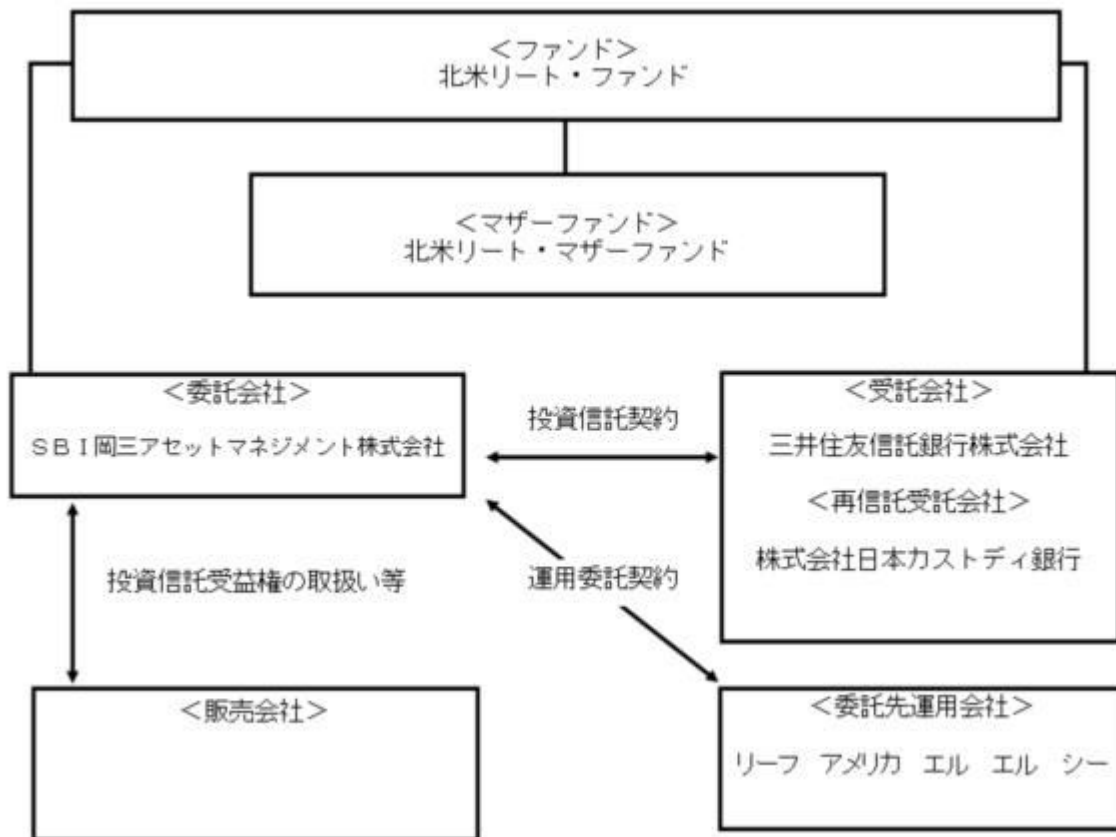 ＜ファンド＞
北米リート・ファンド
＜マザーファンド＞
北米リート・マザーファンド
＜委託会社＞
ＳＢＩ岡三アセットマネジメント株式会社
投資信託契約
＜受託会社＞
三井住友信託銀行株式会社
＜再信託受託会社＞
株式会社日本カストディ銀行
投資信託受益権の取扱い等
運用委託契約
＜販売会社＞
＜委託先運用会社＞
リーフ　アメリカ　エル　エル　シー